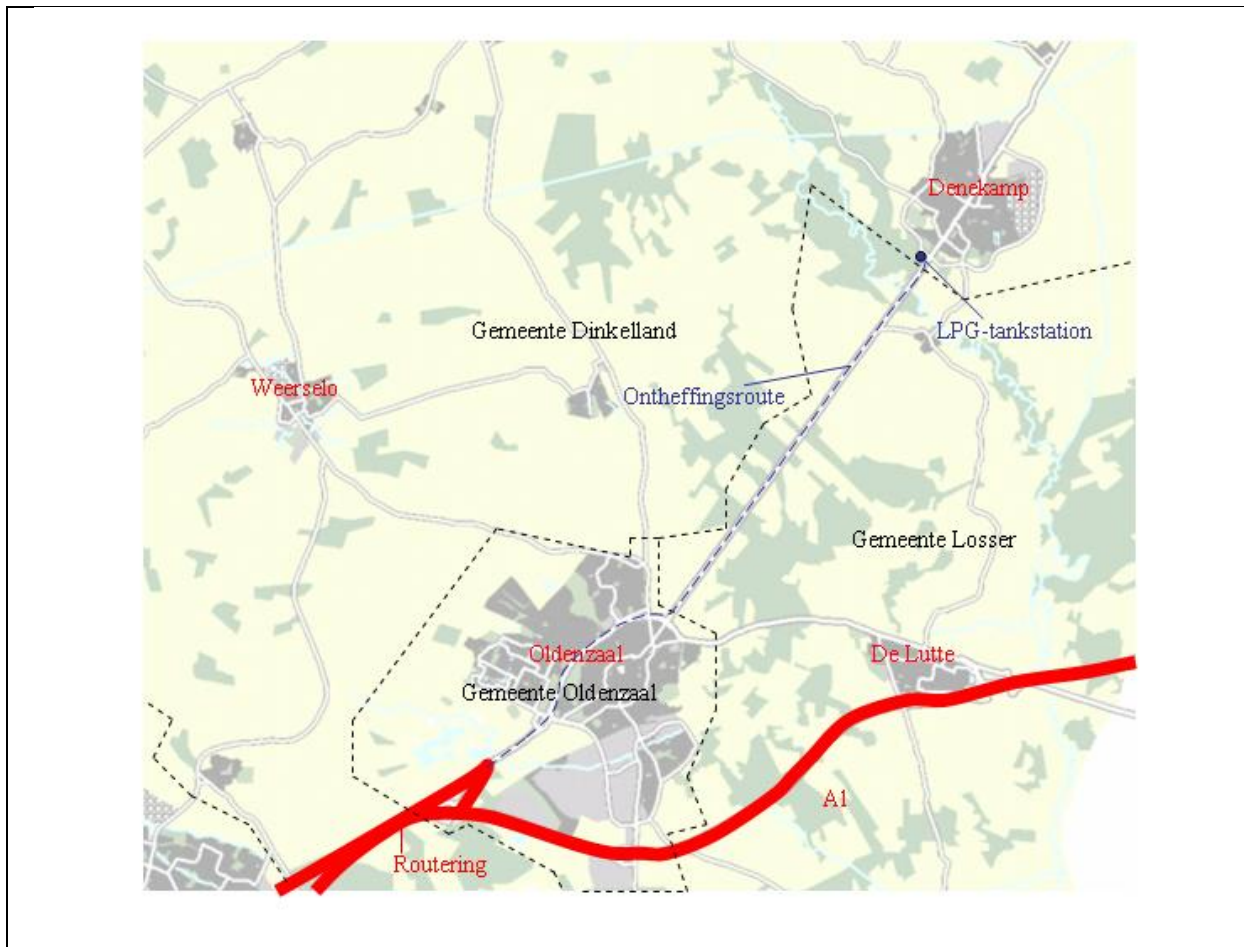 Denekamp
Gemeente Dinkelland
LPG-tankstation
Weerselo
Ontheffingsroute
Gemeente Losser
Oldenzaal
De Lutte
Gemeente Oldenzaal
A1
Routering